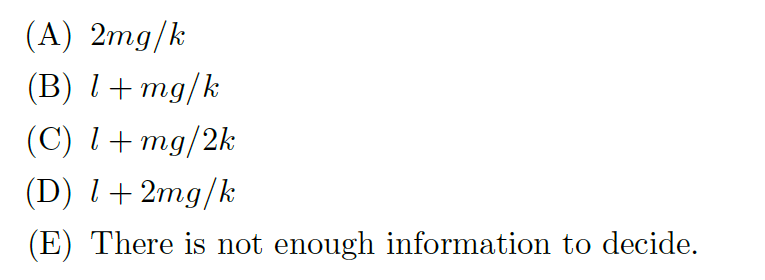 (A) 2mg/k
(B) l + mg/k
(C) l + mg/2k
(D) l + 2mg/k
(E) There is not enough information to decide.